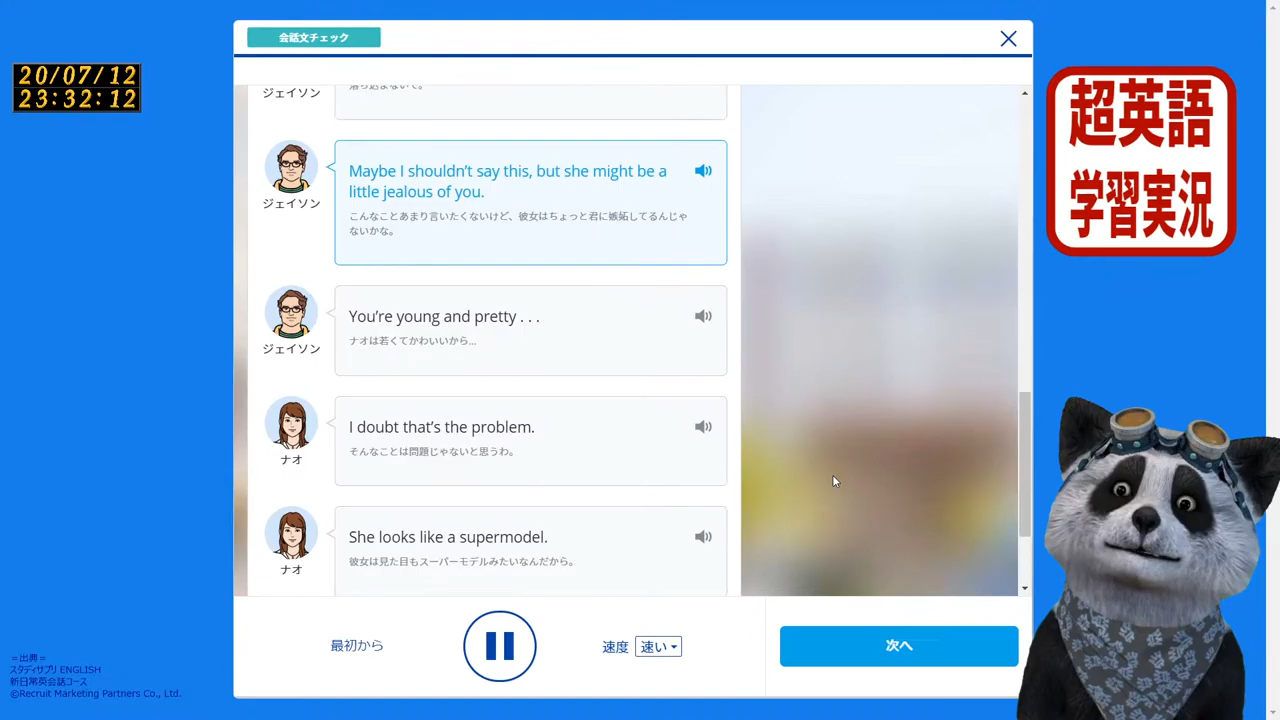 会話文チェック
20/07/12
23:32:12
超英語
学習実況
ジェイソン
落ち込まないで。
Maybe I shouldn't say this, but she might be a
little jealous of you.
こんなことあまり言いたくないけど、彼女はちょっと君に嫉妬してるんじゃ
ないかな。
ジェイソン
You're young and pretty . . .
ナオは若くてかわいいから...
ジェイソン
I doubt that's the problem.
そんなことは問題じゃないと思うわ。
ナオ
She looks like a supermodel.
彼女は見た目もスーパーモデルみたいなんだから。
ナオ
最初から
速度 速い
次へ
＝出典＝
スタディサプリ ENGLISH
新日常英会話コース
©Recruit Marketing Partners Co., Ltd.